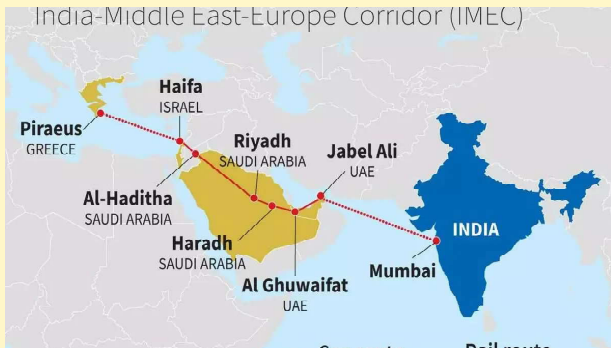 India-Middle East-Europe Corridor (IMEC)
Haifa
ISRAEL
Piraeus
GREECE
Riyadh
SAUDI ARABIA
Jabel Ali
UAE
Al-Haditha
SAUDI ARABIA
Haradh
SAUDI ARABIA
Al Ghuwaifat
UAE
Mumbai
INDIA
Rail route